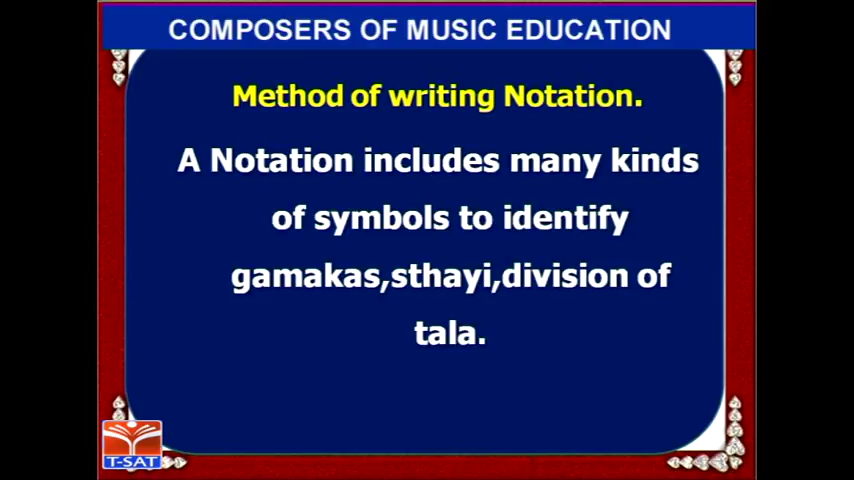 COMPOSERS OF MUSIC EDUCATION
Method of writing Notation.
A Notation includes many kinds
of symbols to identify
gamakas,sthayi,division of
tala.
T-SAT